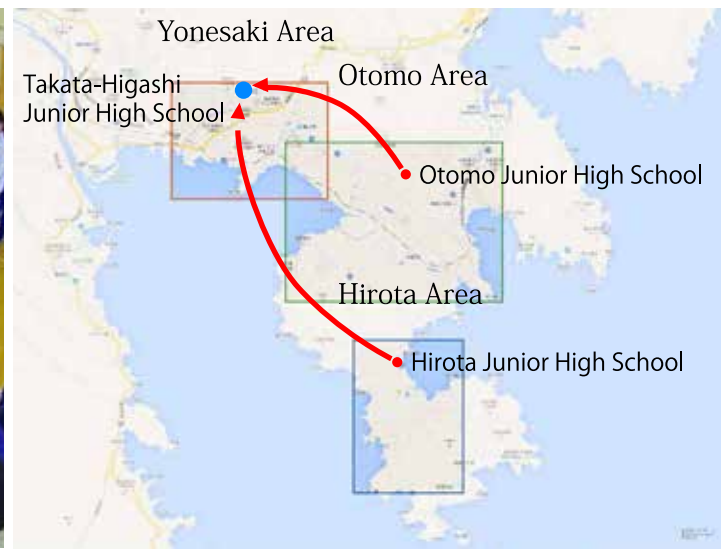 Yonesaki Area
Otomo Area
Takata-Higashi
Junior High School
Otomo Junior High School
Hirota Area
Hirota Junior High School